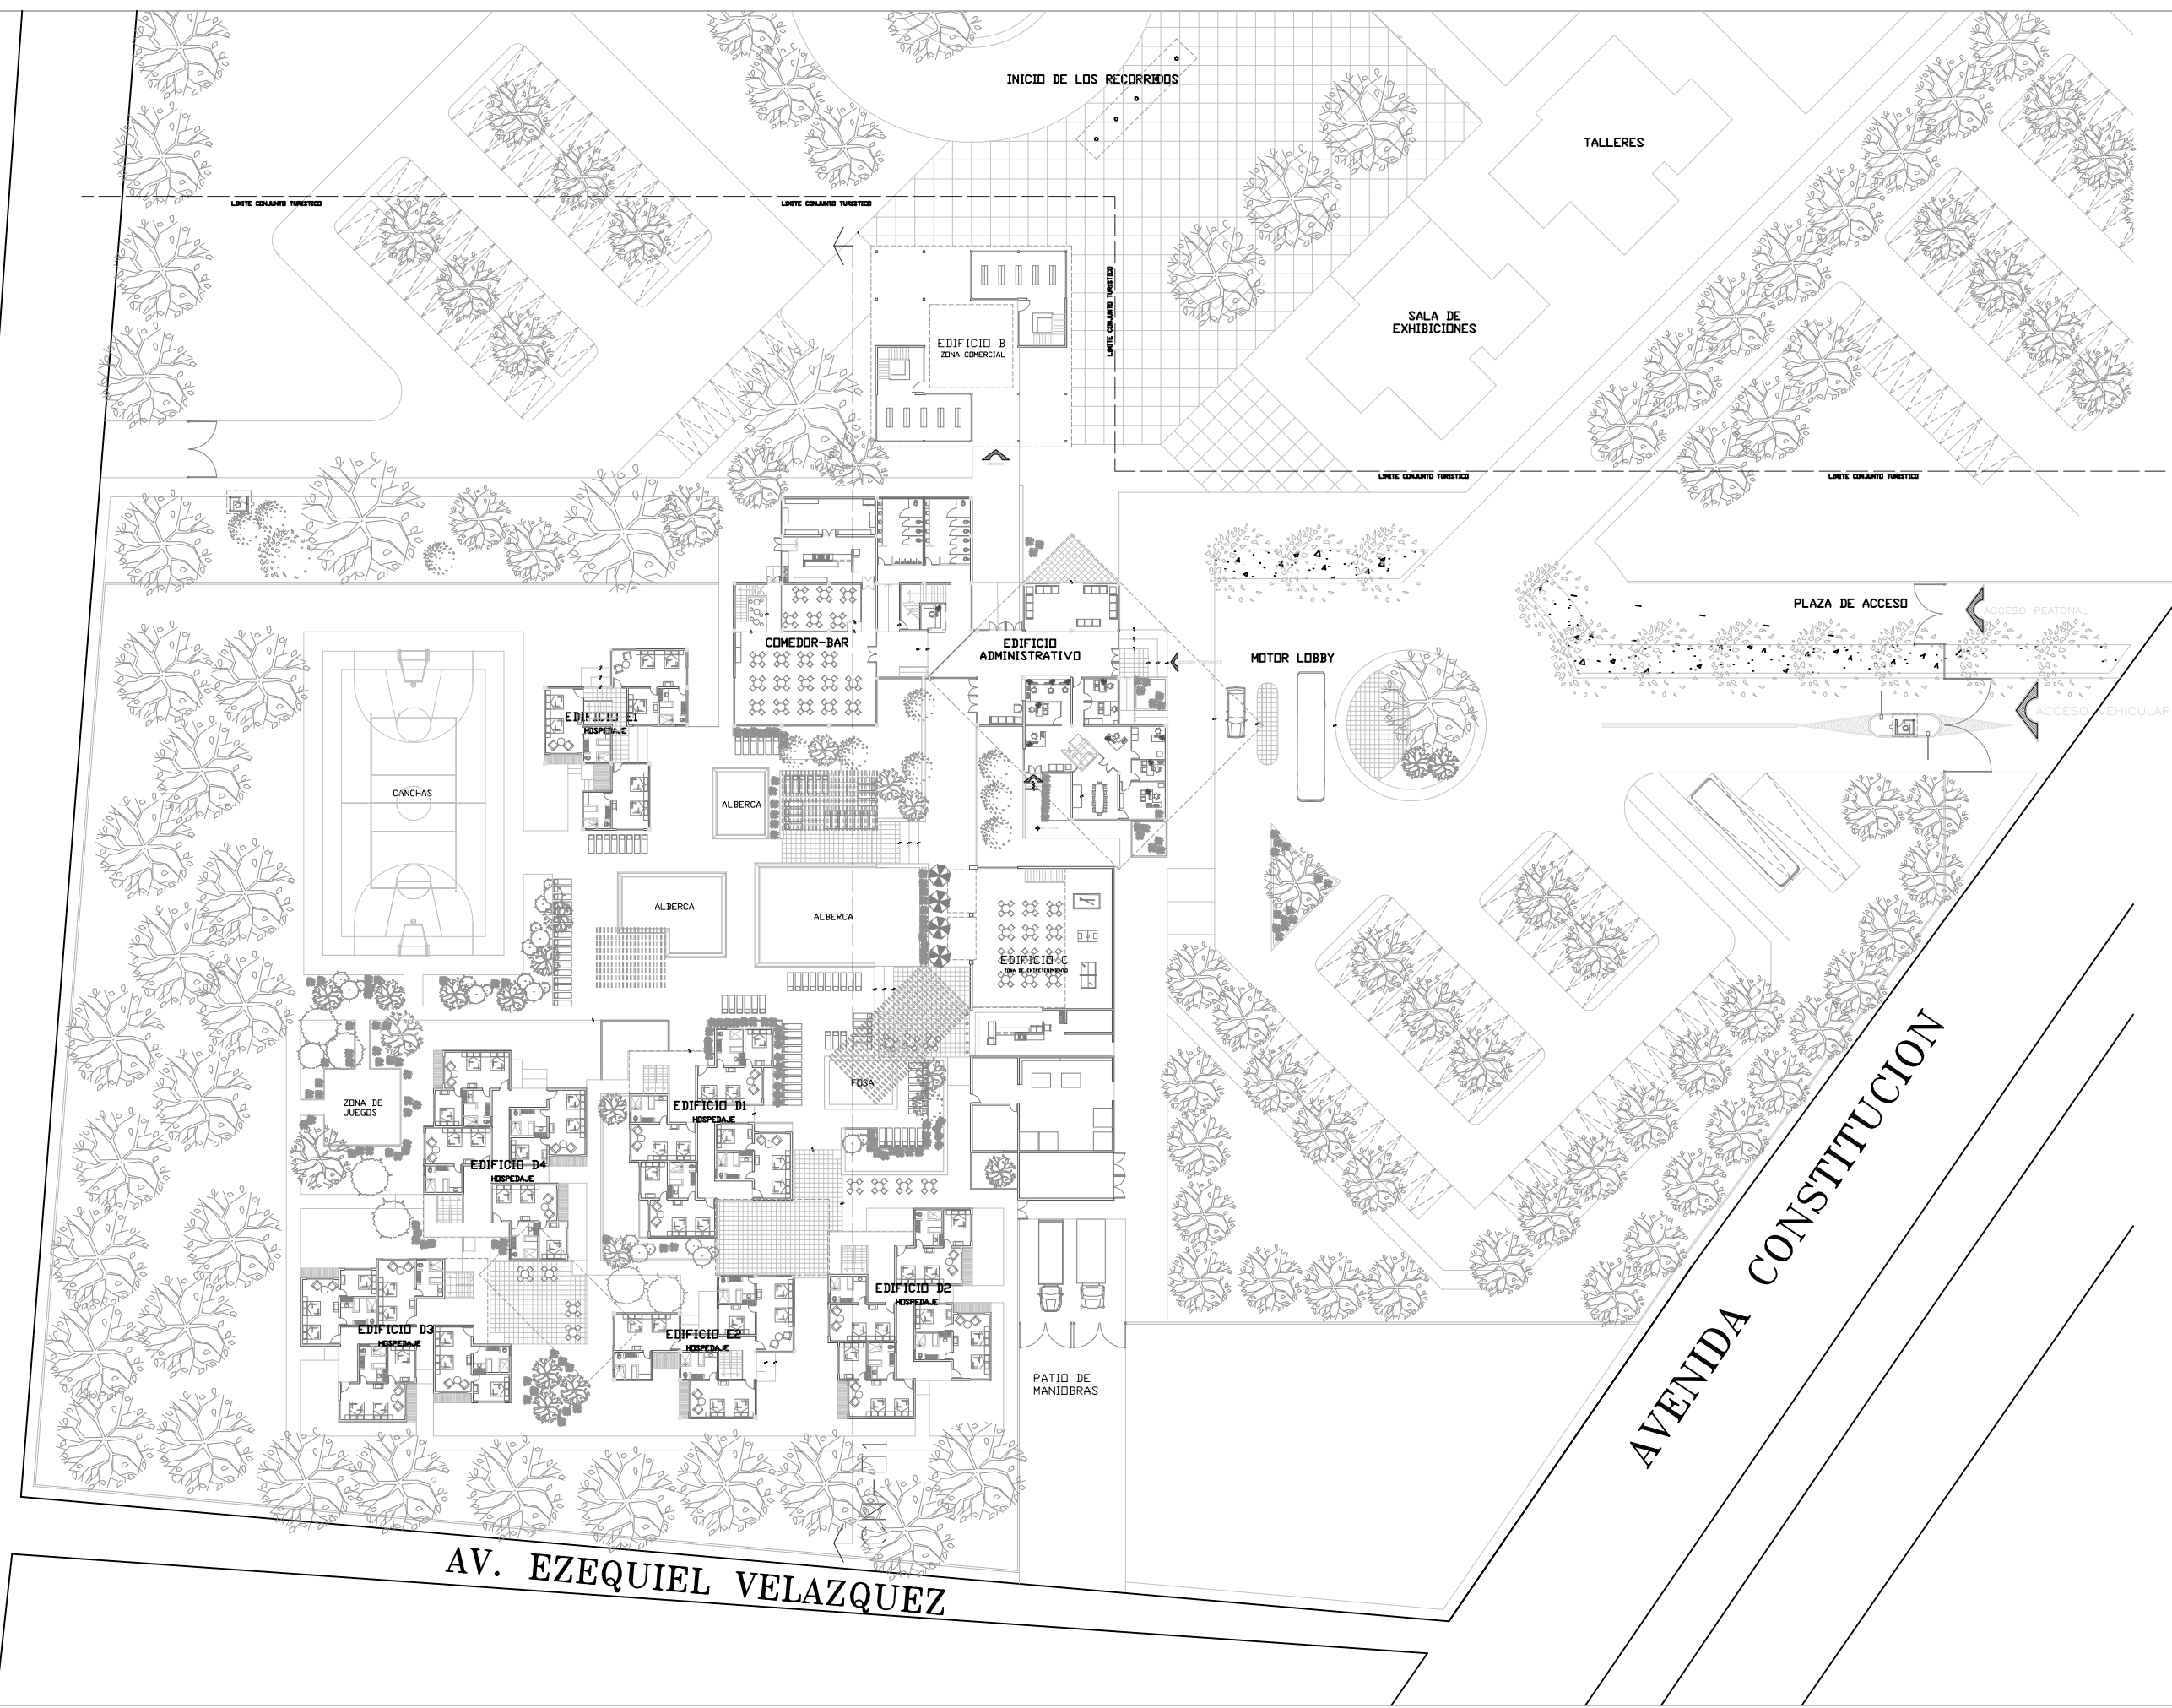 INICIO DE LOS RECORRIDOS
TALLERES
LIMITE CONJUNTO TURISTICO
LIMITE CONJUNTO TURISTICO
LIMITE CONJUNTO TURISTICO
SALA DE
EXHIBICIONES
EDIFICIO B
ZONA COMERCIAL
ACCESO
LIMITE CONJUNTO TURISTICO
LIMITE CONJUNTO TURISTICO
PLAZA DE ACCESO
ACCESO PEATONAL
COMEDOR-BAR
EDIFICIO
ADMINISTRATIVO
MOTOR LOBBY
ACCESO VEHICULAR
EDIFICIO E1
HOSPEDAJE
CANCHAS
ALBERCA
ALBERCA
ALBERCA
EDIFICIO C
ZONA DE ENTRETENIMIENTO
FOSA
ZONA DE
JUEGOS
EDIFICIO D1
HOSPEDAJE
EDIFICIO D4
HOSPEDAJE
EDIFICIO D2
HOSPEDAJE
EDIFICIO D3
HOSPEDAJE
EDIFICIO E2
HOSPEDAJE
PATIO DE
MANIOBRAS
AVENIDA CONSTITUCION
AV. EZEQUIEL VELAZQUEZ